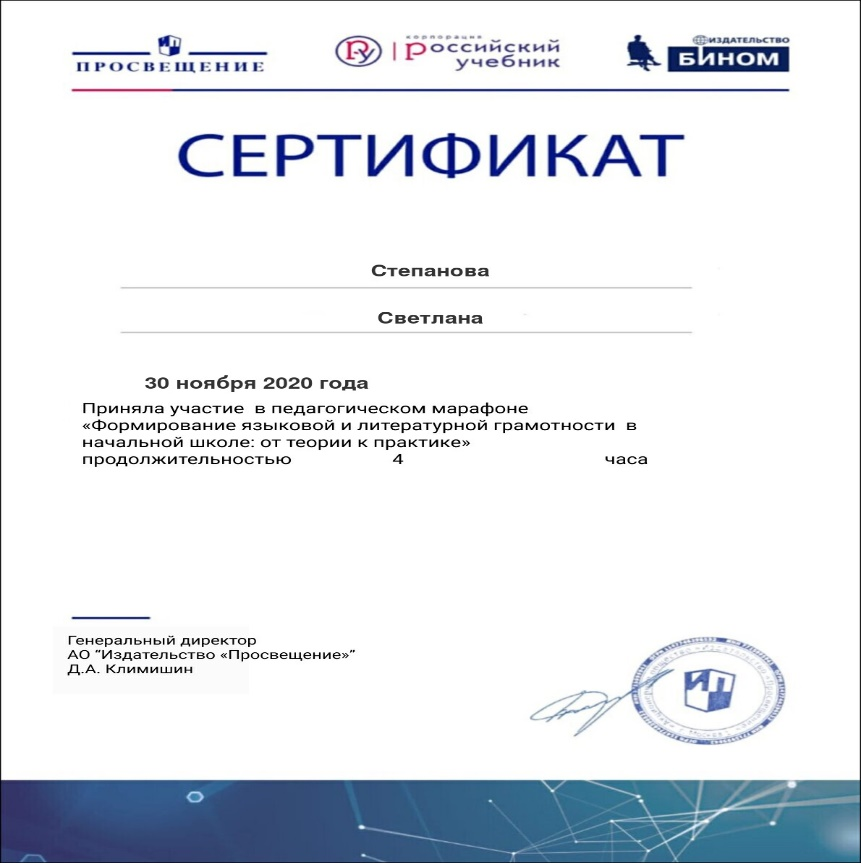 ПРОСВЕЩЕНИЕ
корпорация
российский
учебник
ИЗДАТЕЛЬСТВО
БИНОМ
СЕРТИФИКАТ
Степанова
Светлана
30 ноября 2020 года
Приняла участие в педагогическом марафоне
«Формирование языковой и литературной грамотности в
начальной школе: от теории к практике»
продолжительностью 4 часа
Генеральный директор
АО "Издательство «Просвещение»"
Д.А. Климишин
ИП